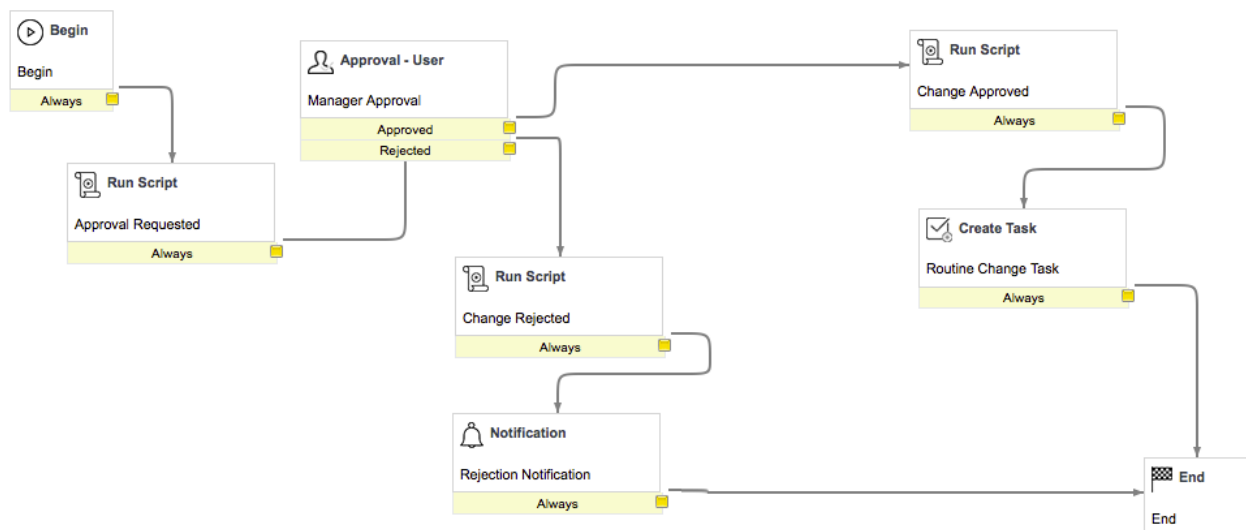 Begin
Begin
Always
Run Script
Approval Requested
Always
Approval - User
Manager Approval
Approved
Rejected
Run Script
Change Rejected
Always
Notification
Rejection Notification
Always
Run Script
Change Approved
Always
Create Task
Routine Change Task
Always
End
End